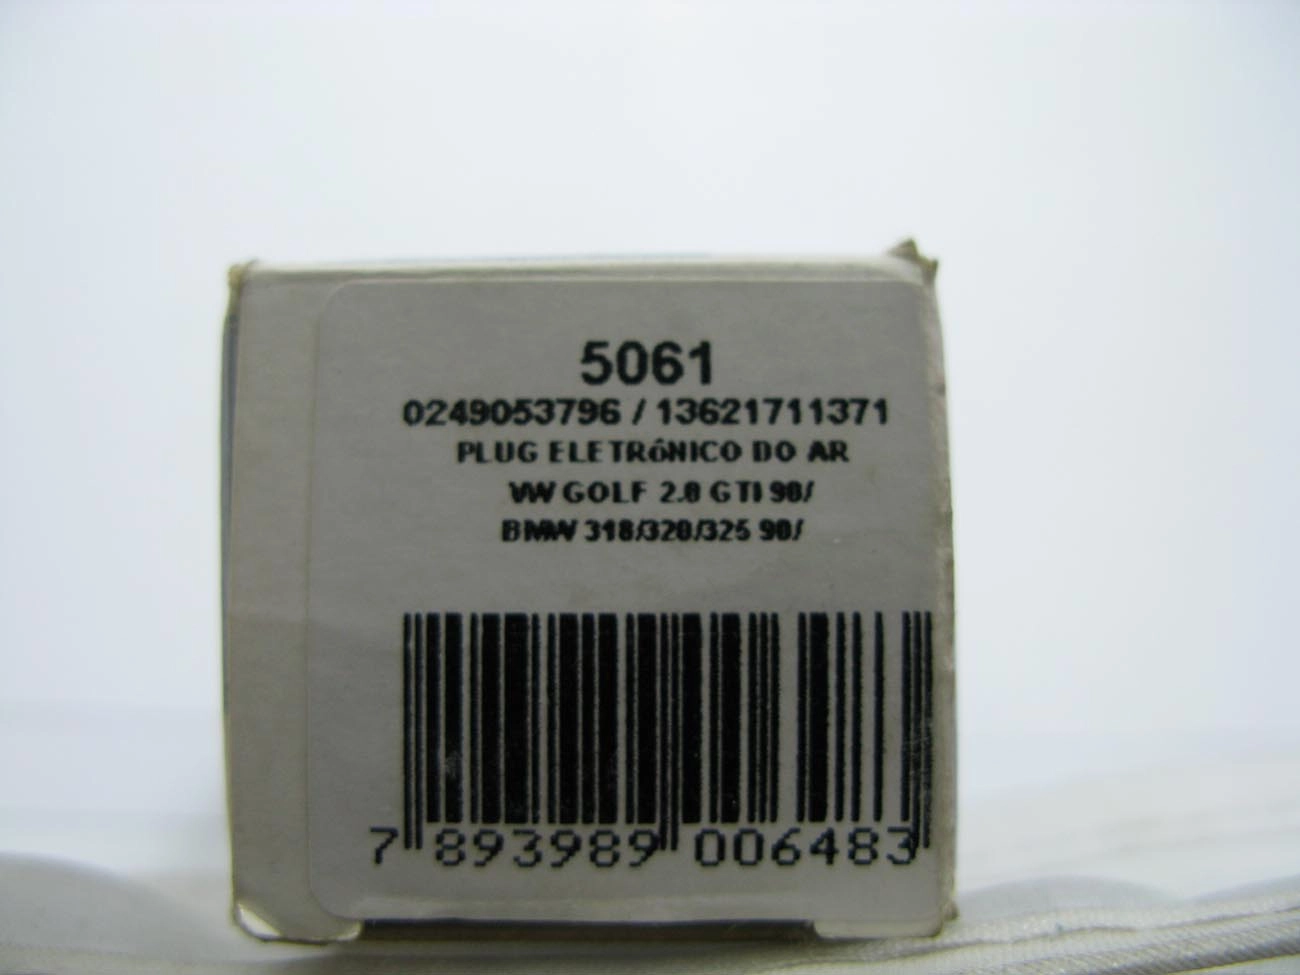 5061
0249053796 / 13621711371
PLUG ELETRôNICO DO AR
VW GOLF 2.0 GTI 90/
BMW 318/320/325 90/
7 893989 006483